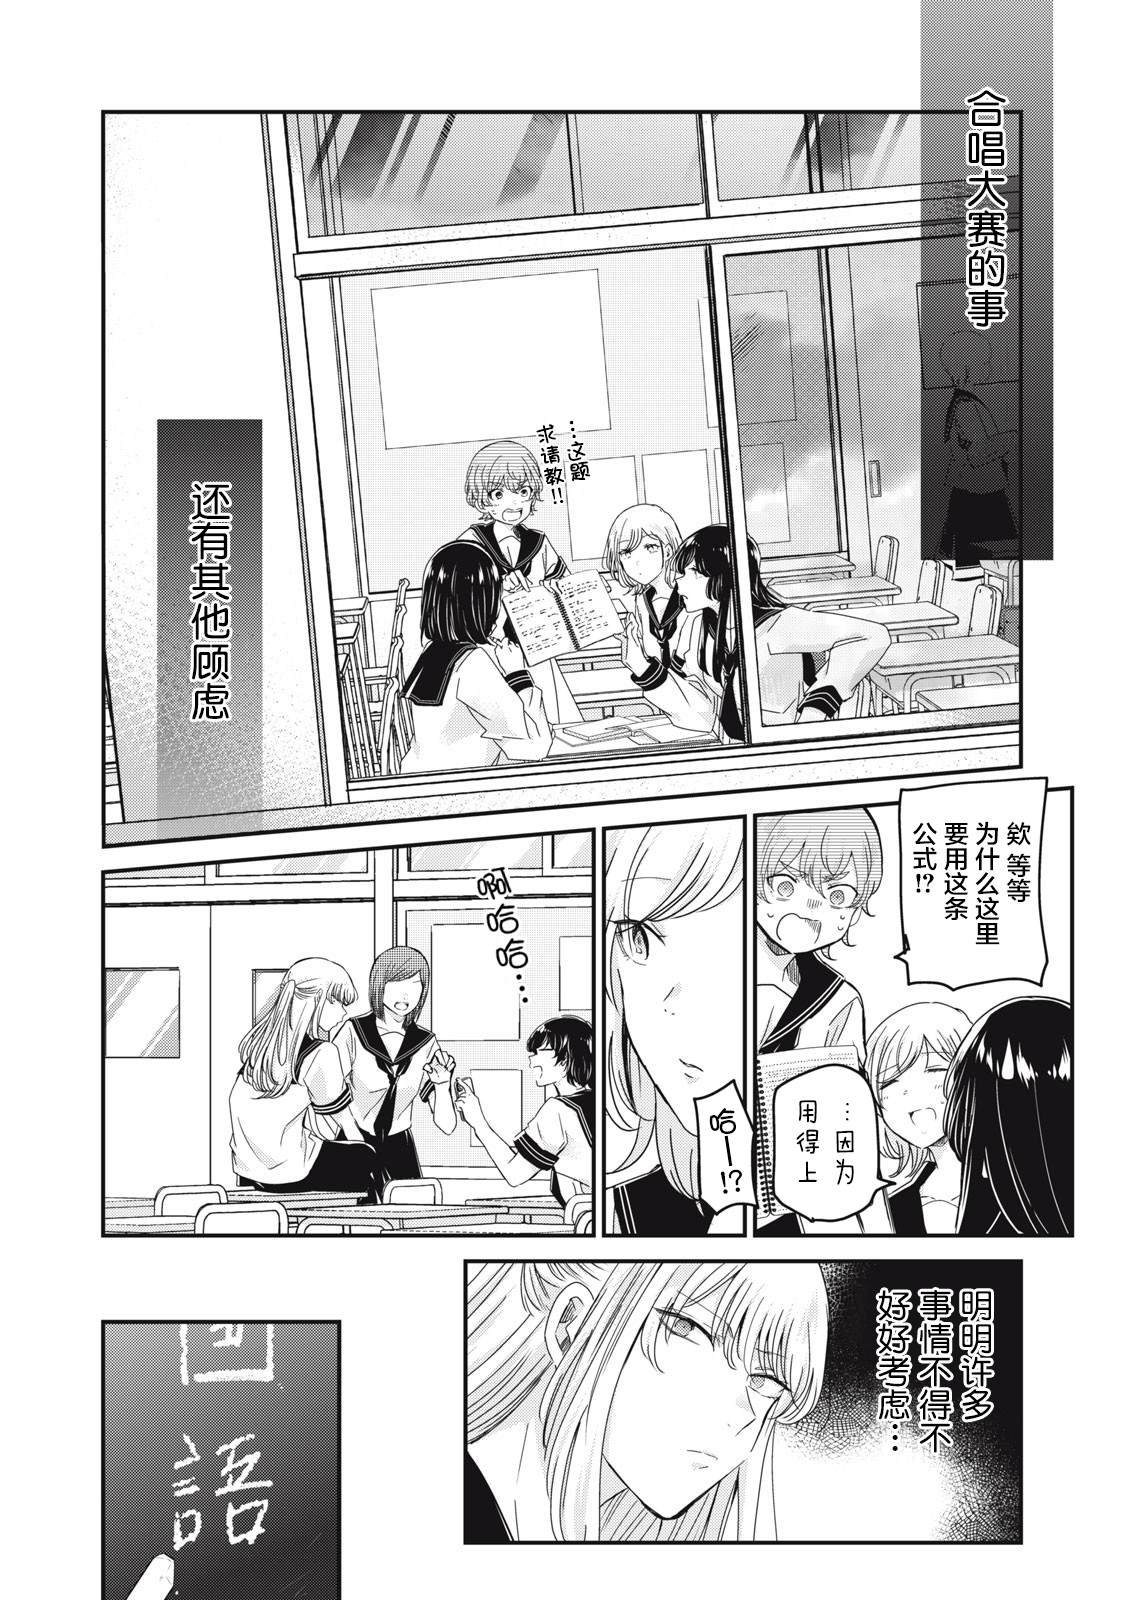 合唱大赛的事
…这题
求请教!!
还有其他顾虑
欸 等等
为什么这里
要用这条
公式!?
…因为
用得上
哈—!?
啊哈哈…
明明许多
事情不得不
好好考虑…
国語